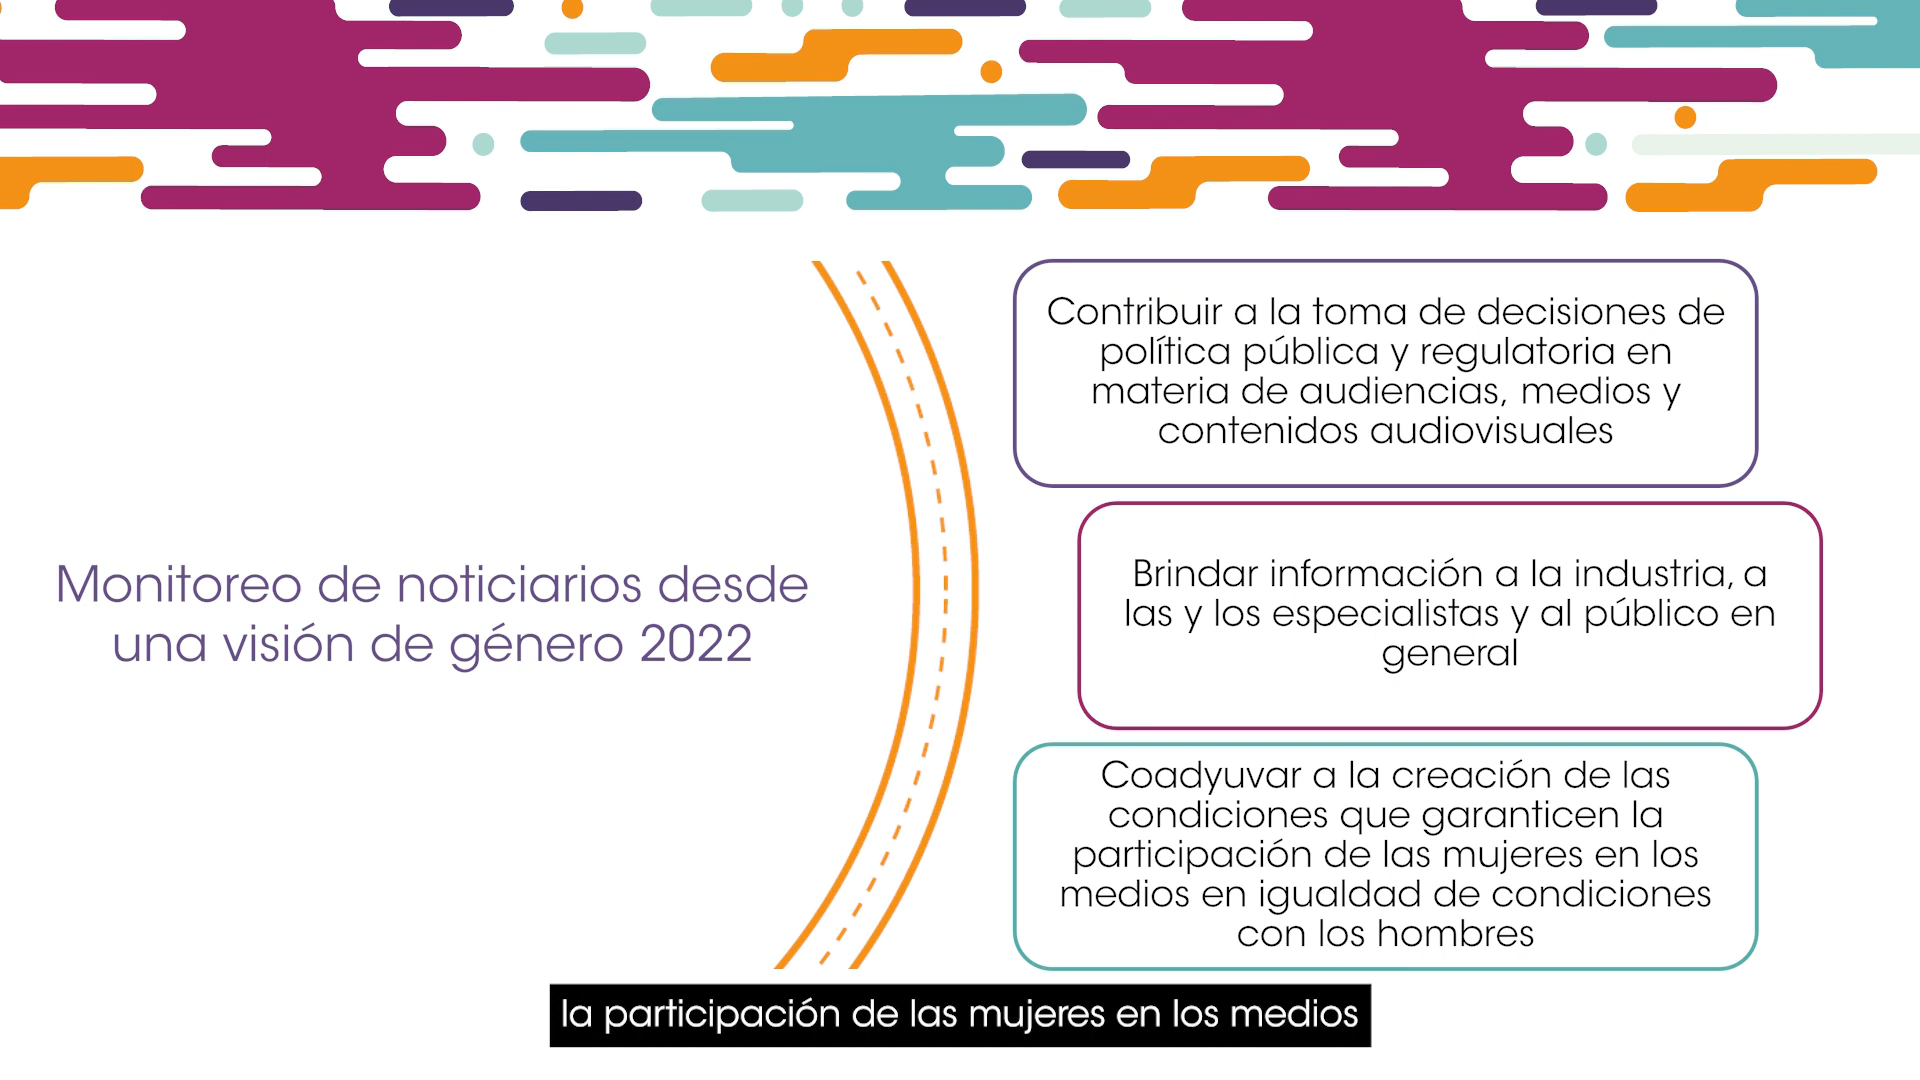 Monitoreo de noticiarios desde
una visión de género 2022
Contribuir a la toma de decisiones de
política pública y regulatoria en
materia de audiencias, medios y
contenidos audiovisuales
Brindar información a la industria, a
las y los especialistas y al público en
general
Coadyuvar a la creación de las
condiciones que garanticen la
participación de las mujeres en los
medios en igualdad de condiciones
con los hombres
la participación de las mujeres en los medios